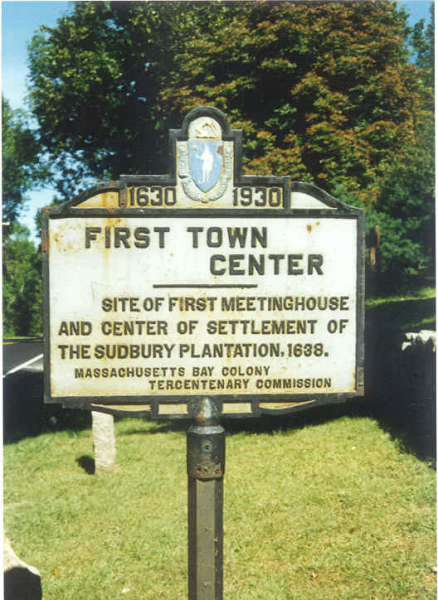 1630 1930
FIRST TOWN
CENTER
SITE OF FIRST MEETINGHOUSE
AND CENTER OF SETTLEMENT OF
THE SUDBURY PLANTATION, 1638.
MASSACHUSETTS BAY COLONY
TERCENTENARY COMMISSION